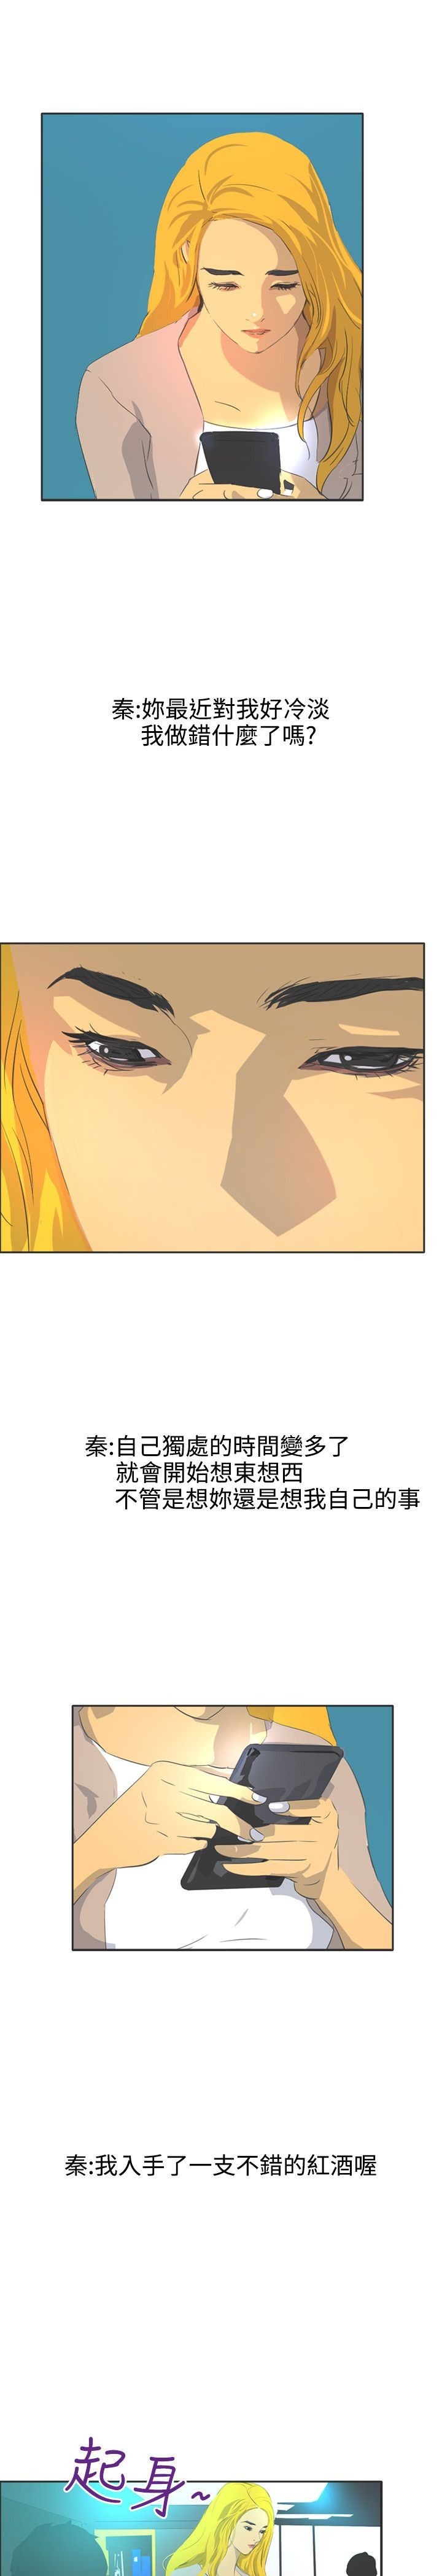 秦:妳最近對我好冷淡
我做錯什麼了嗎?
秦:自己獨處的時間變多了
就會開始想東想西
不管是想妳還是想我自己的事
秦:我入手了一支不錯的紅酒喔
起身~